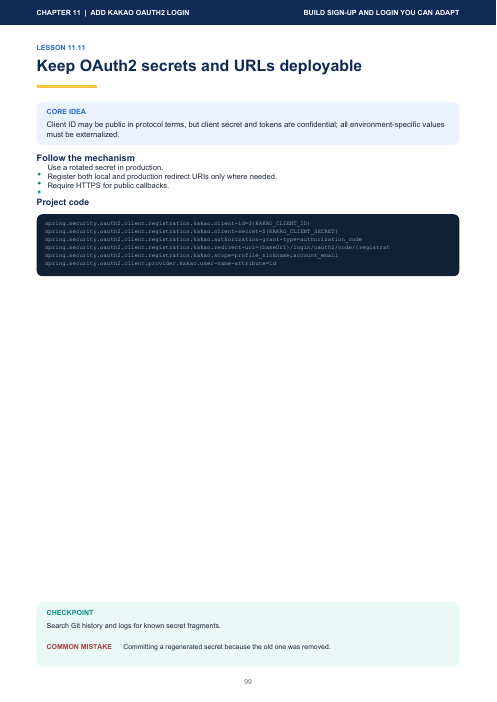 CHAPTER 11 | ADD KAKAO OAUTH2 LOGIN
BUILD SIGN-UP AND LOGIN YOU CAN ADAPT
LESSON 11.11
Keep OAuth2 secrets and URLs deployable
CORE IDEA
Client ID may be public in protocol terms, but client secret and tokens are confidential; all environment-specific values
must be externalized.
Follow the mechanism
Use a rotated secret in production.
• Register both local and production redirect URIs only where needed.
• Require HTTPS for public callbacks.
•
Project code
spring.security.oauth2.client.registration.kakao.client-id=${KAKAO_CLIENT_ID}
spring.security.oauth2.client.registration.kakao.client-secret=${KAKAO_CLIENT_SECRET}
spring.security.oauth2.client.registration.kakao.authorization-grant-type=authorization_code
spring.security.oauth2.client.registration.kakao.redirect-uri={baseUrl}/login/oauth2/code/{registrat
spring.security.oauth2.client.registration.kakao.scope=profile_nickname,account_email
spring.security.oauth2.client.provider.kakao.user-name-attribute=id
CHECKPOINT
Search Git history and logs for known secret fragments.
COMMON MISTAKE Committing a regenerated secret because the old one was removed.
99